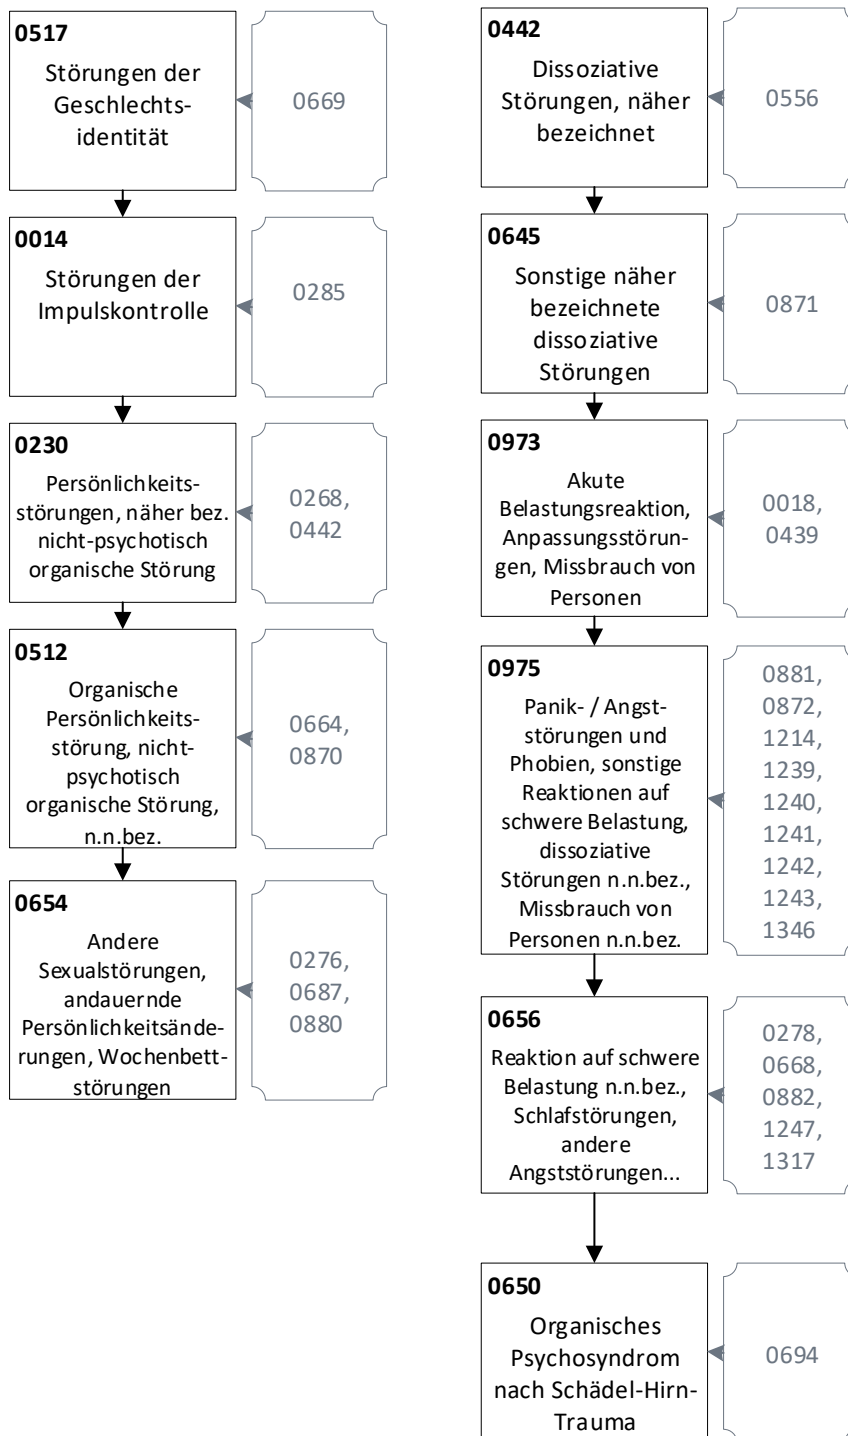 0517
Störungen der
Geschlechts-
identität
0669
0014
Störungen der
Impulskontrolle
0285
0230
Persönlichkeits-
störungen, näher bez.
nicht-psychotisch
organische Störung
0268,
0442
0512
Organische
Persönlichkeits-
störung, nicht-
psychotisch
organische Störung,
n.n.bez.
0664,
0870
0654
Andere
Sexualstörungen,
andauernde
Persönlichkeitsände-
rungen, Wochenbett-
störungen
0276,
0687,
0880
0442
Dissoziative
Störungen, näher
bezeichnet
0556
0645
Sonstige näher
bezeichnete
dissoziative
Störungen
0871
0973
Akute
Belastungsreaktion,
Anpassungsstörun-
gen, Missbrauch von
Personen
0018,
0439
0975
Panik- / Angst-
störungen und
Phobien, sonstige
Reaktionen auf
schwere Belastung,
dissoziative
Störungen n.n.bez.,
Missbrauch von
Personen n.n.bez.
0881,
0872,
1214,
1239,
1240,
1241,
1242,
1243,
1346
0656
Reaktion auf schwere
Belastung n.n.bez.,
Schlafstörungen,
andere
Angststörungen...
0278,
0668,
0882,
1247,
1317
0650
Organisches
Psychosyndrom
nach Schädel-Hirn-
Trauma
0694